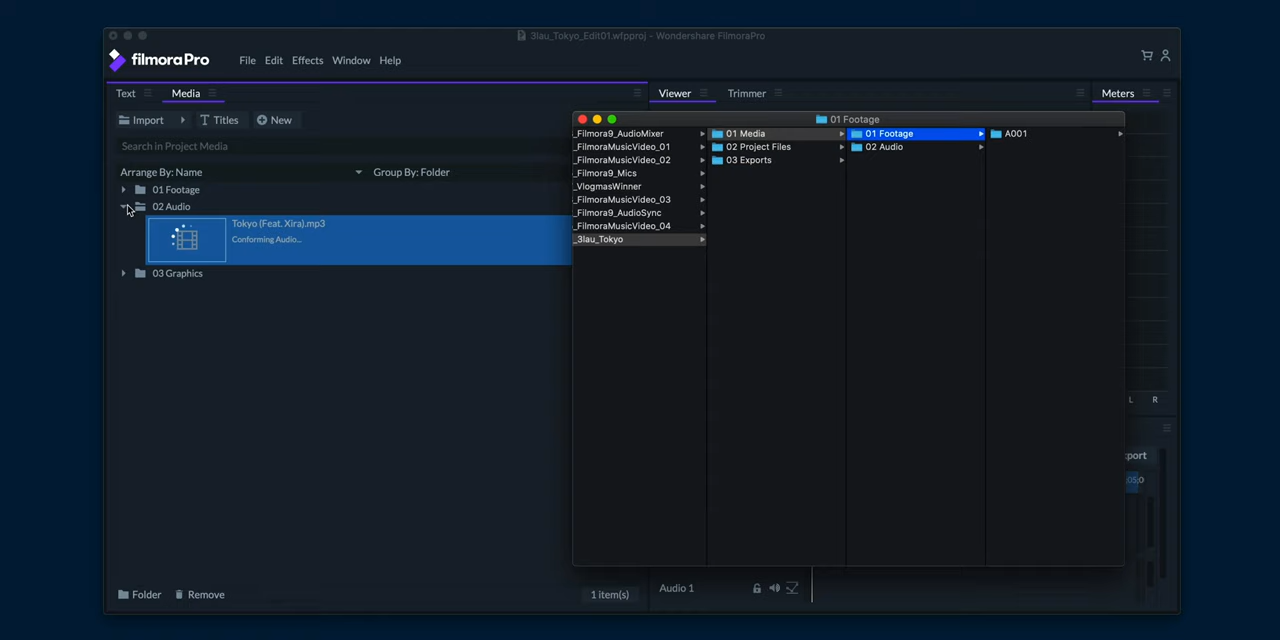 3lau_Tokyo_Edit01.wfpproj - Wondershare FilmoraPro
filmoraPro
File Edit Effects Window Help
Text Media Viewer Trimmer Meters
Import Titles New
01 Footage
Search in Project Media
Arrange By: Name Group By: Folder
01 Footage
02 Audio
Tokyo (Feat. Xira).mp3
Conforming Audio...
03 Graphics
_Filmora9_AudioMixer
_FilmoraMusicVideo_01
_FilmoraMusicVideo_02
_Filmora9_Mics
_VlogmasWinner
_FilmoraMusicVideo_03
_Filmora9_AudioSync
_FilmoraMusicVideo_04
_3lau_Tokyo
01 Media
02 Project Files
03 Exports
01 Footage
02 Audio
A001
L R
xport
;05;0
Folder Remove 1 item(s)
Audio 1